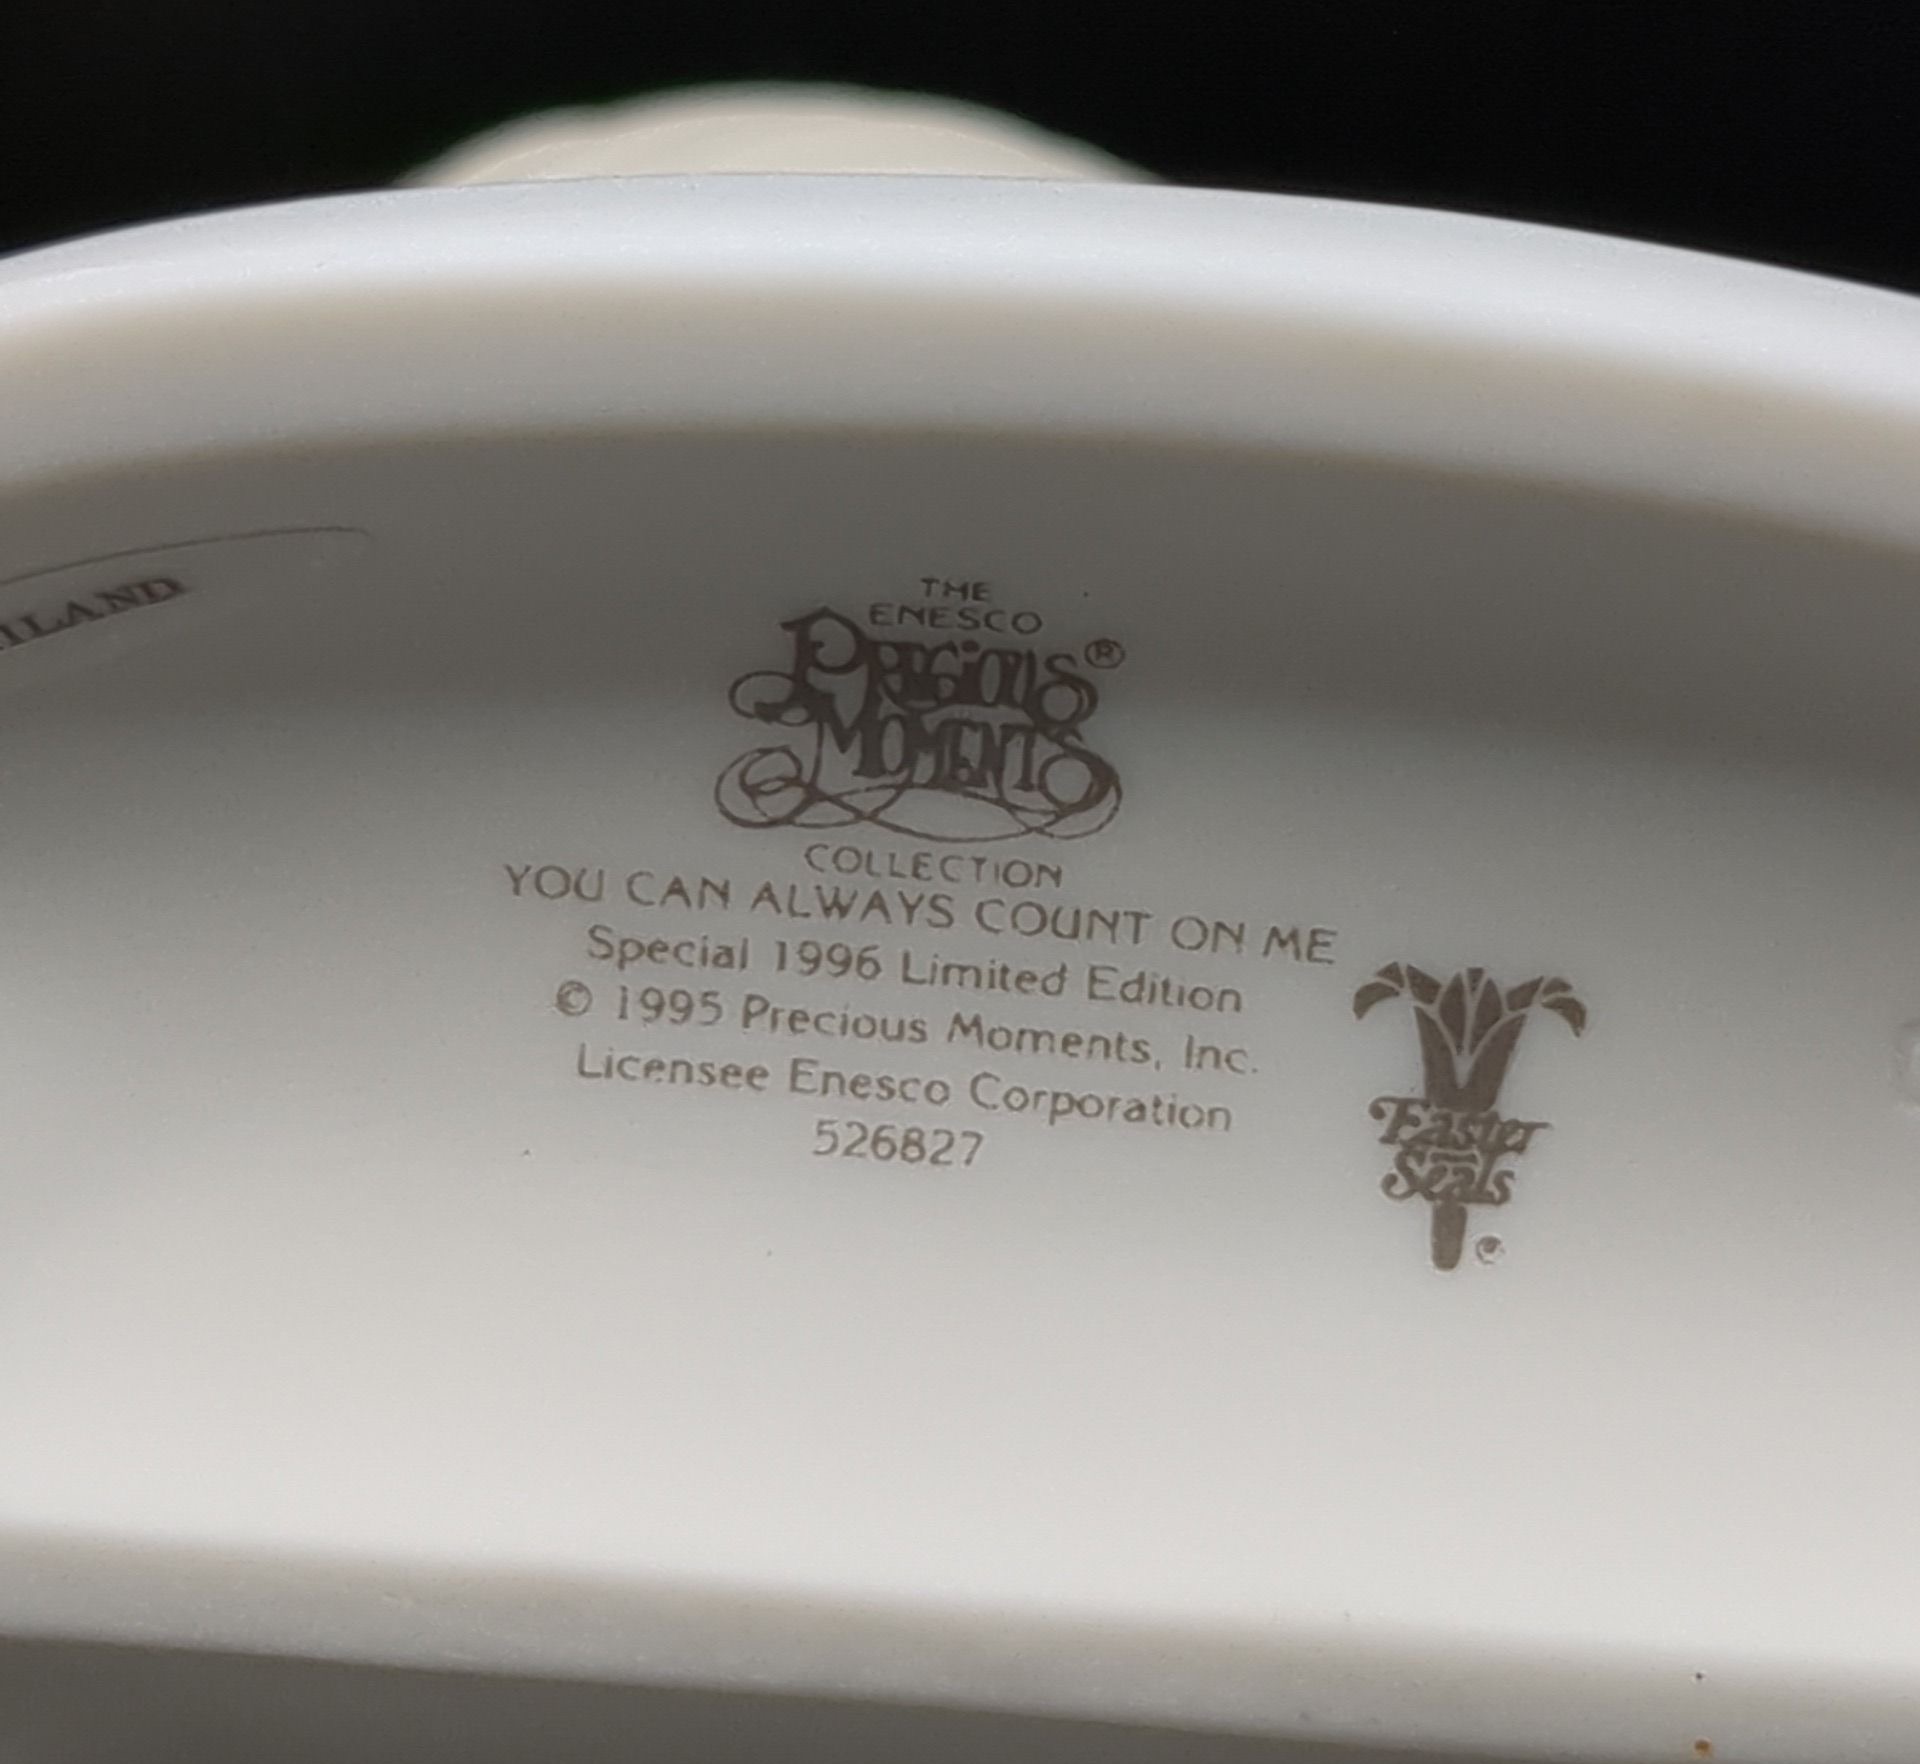 THE
ENESCO
PRECIOUS®
MOMENTS
COLLECTION
YOU CAN ALWAYS COUNT ON ME
Special 1996 Limited Edition
© 1995 Precious Moments, Inc.
Licensee Enesco Corporation
526827
Easter
Seals
®
ILAND